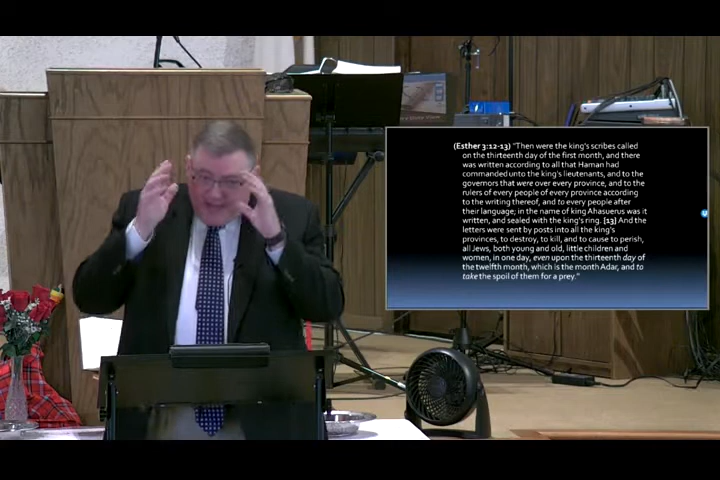 (Esther 3:12-13) "Then were the king's scribes called
on the thirteenth day of the first month, and there
was written according to all that Haman had
commanded unto the king's lieutenants, and to the
governors that were over every province, and to the
rulers of every people of every province according
to the writing thereof, and to every people after
their language; in the name of king Ahasuerus was it
written, and sealed with the king's ring. [13] And the
letters were sent by posts into all the king's
provinces, to destroy, to kill, and to cause to perish,
all Jews, both young and old, little children and
women, in one day, even upon the thirteenth day of
the twelfth month, which is the month Adar, and to
take the spoil of them for a prey."